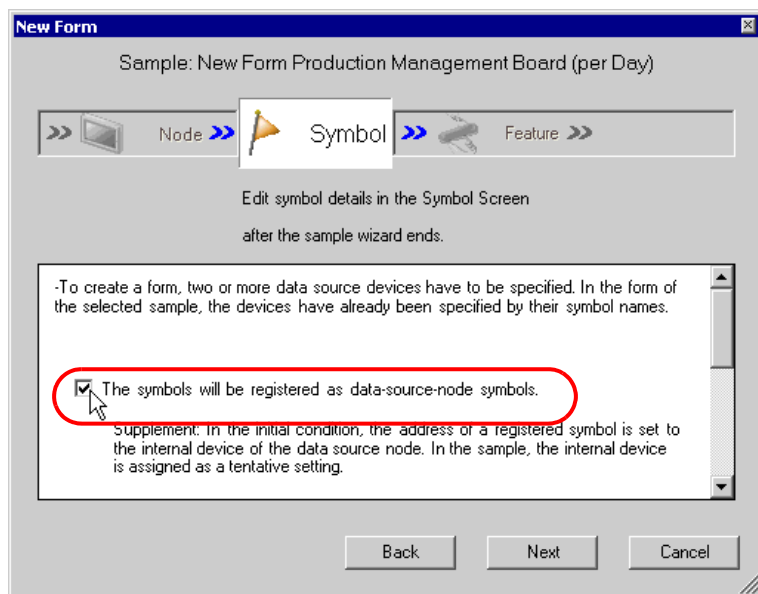 New Form
Sample: New Form Production Management Board (per Day)
>> Node >> Symbol >> Feature >>
Edit symbol details in the Symbol Screen
after the sample wizard ends.
-To create a form, two or more data source devices have to be specified. In the form of
the selected sample, the devices have already been specified by their symbol names.
The symbols will be registered as data-source-node symbols.
Supplement: In the initial condition, the address of a registered symbol is set to
the internal device of the data source node. In the sample, the internal device
is assigned as a tentative setting.
Back Next Cancel